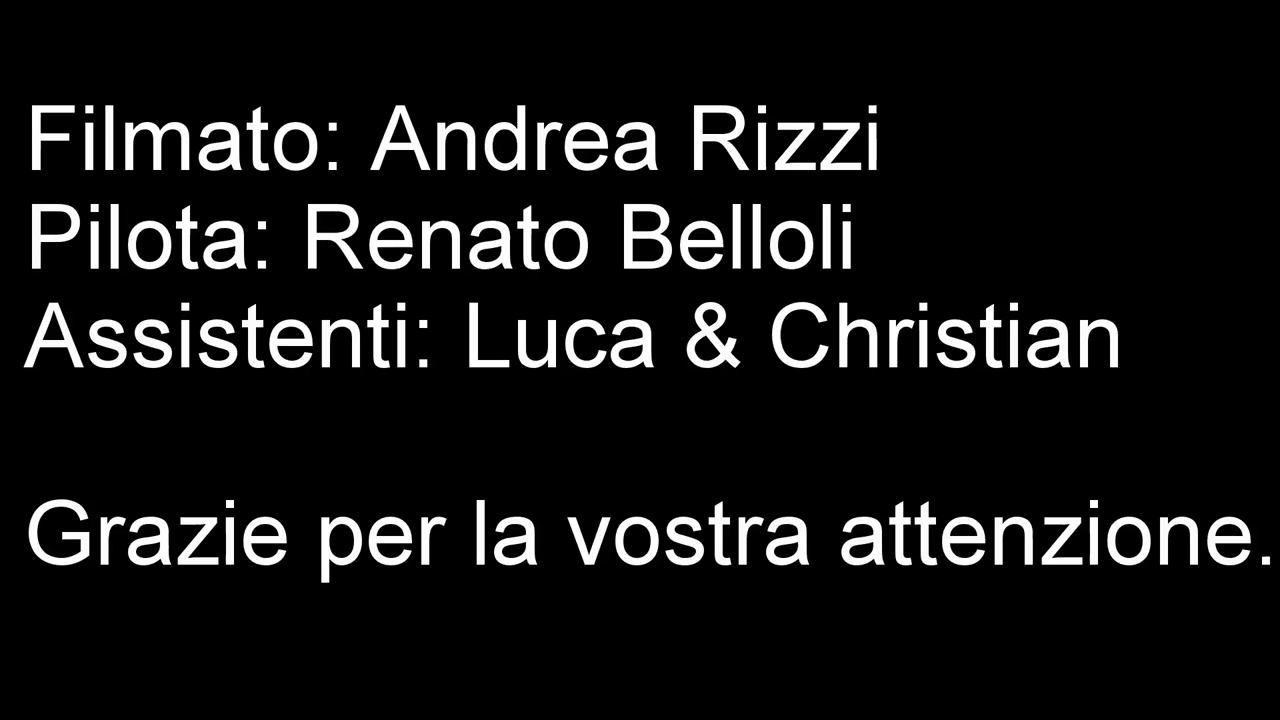 Filmato: Andrea Rizzi
Pilota: Renato Belloli
Assistenti: Luca & Christian
Grazie per la vostra attenzione.